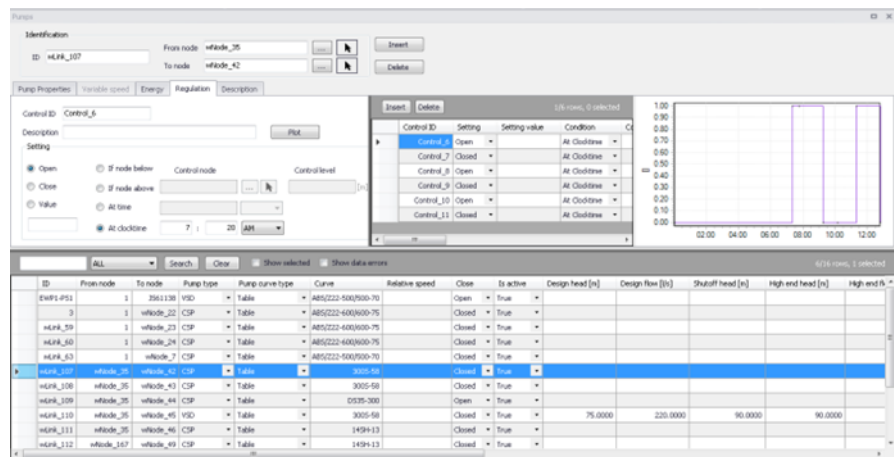 Pumps
Identification
ID wLink_107
From node wNode_35 ... Insert
To node wNode_42 ... Delete
Pump Properties Variable speed Energy Regulation Description
Control ID Control_6
Description Plot
Setting
Open If node below Control node Control level
Close If node above ... [m]
Value At time
At clocktime 7 : 20 AM
Insert Delete 1/6 rows, 0 selected
Control ID Setting Setting value Condition
Control_6 Open At Clocktime
Control_7 Closed At Clocktime
Control_8 Open At Clocktime
Control_9 Closed At Clocktime
Control_10 Open At Clocktime
Control_11 Closed At Clocktime
1.00
0.90
0.80
0.70
0.60
0.50
0.40
0.30
0.20
0.10
0.00
02:00 04:00 06:00 08:00 10:00 12:00
ALL Search Clear Show selected Show data errors 6/16 rows, 1 selected
ID From node To node Pump type Pump curve type Curve Relative speed Close Is active Design head [m] Design flow [l/s] Shutoff head [m] High end head [m] High end
EWP1-PS1 1 JS61138 VSD Table ABS/Z22-500/500-70 Open True
3 1 wNode_22 CSP Table ABS/Z22-600/600-75 Closed True
wLink_59 1 wNode_23 CSP Table ABS/Z22-600/600-75 Closed True
wLink_60 1 wNode_24 CSP Table ABS/Z22-600/600-75 Closed True
wLink_63 1 wNode_7 CSP Table ABS/Z22-500/500-70 Closed True
wLink_107 wNode_35 wNode_42 CSP Table 300S-58 Closed True
wLink_108 wNode_35 wNode_43 CSP Table 300S-58 Closed True
wLink_109 wNode_35 wNode_44 CSP Table DS35-300 Open True
wLink_110 wNode_35 wNode_45 VSD Table 300S-58 Closed True 75.0000 220.0000 90.0000 90.0000
wLink_111 wNode_35 wNode_46 CSP Table 14SH-13 Closed True
wLink_112 wNode_167 wNode_49 CSP Table 14SH-13 Closed True